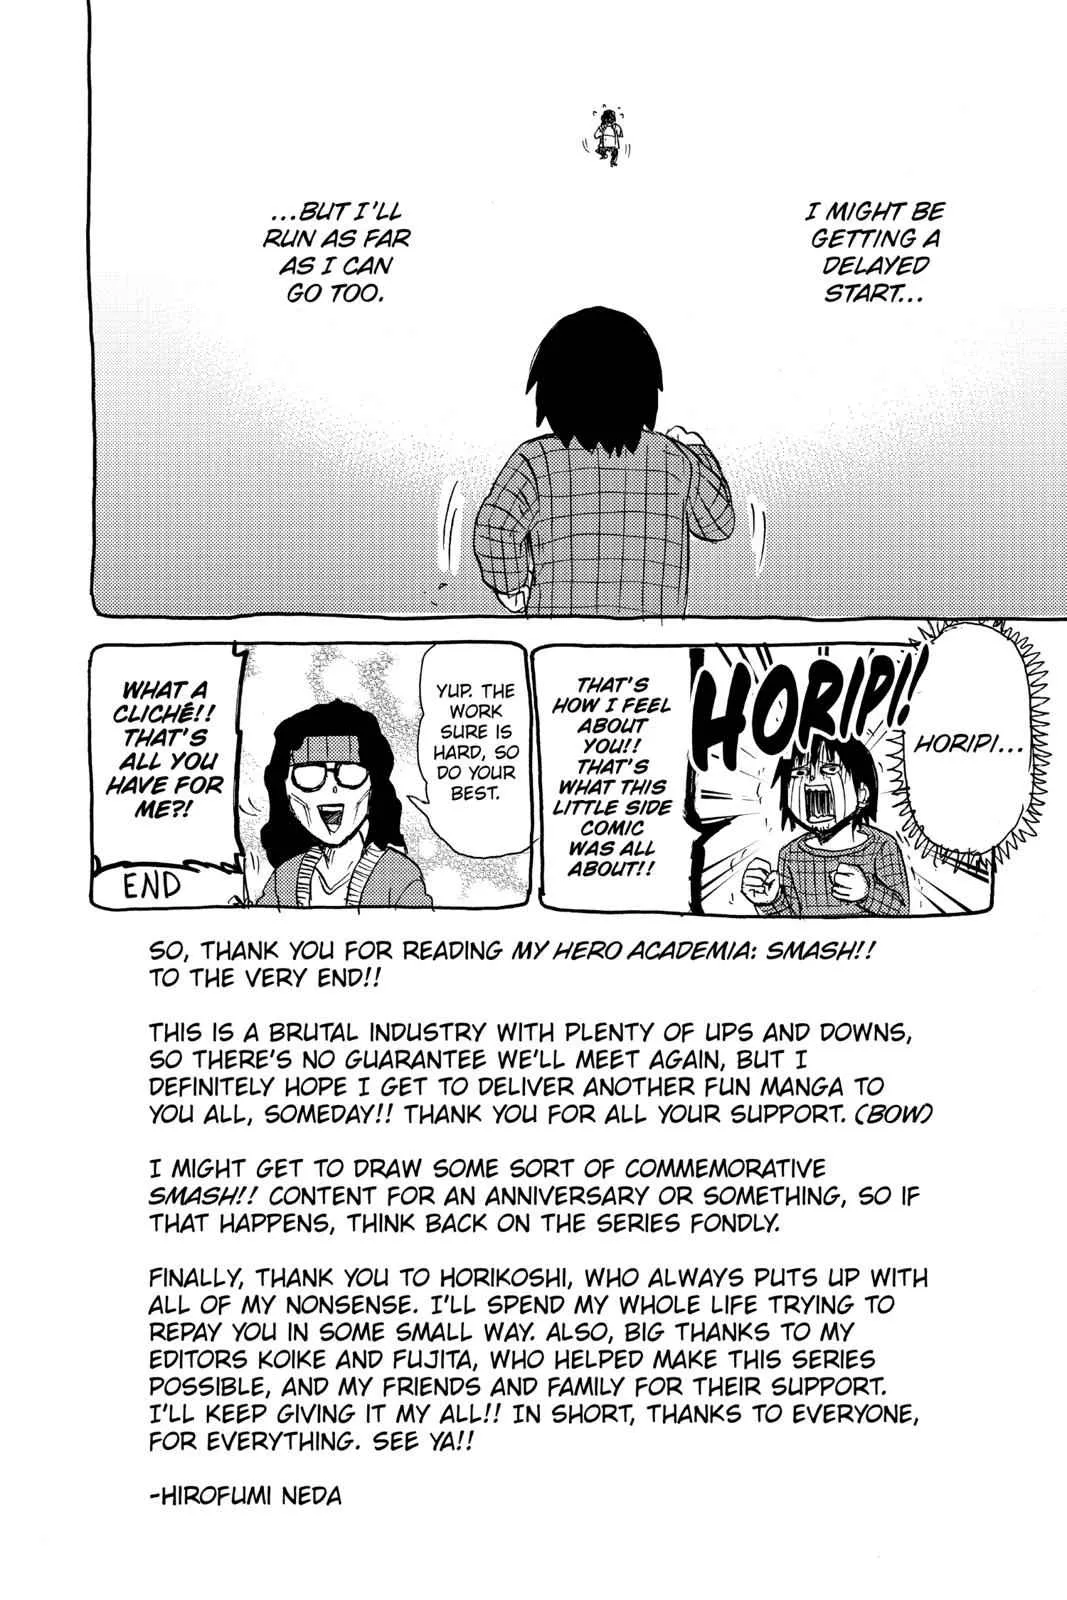 I MIGHT BE
GETTING A
DELAYED
START...
...BUT I'LL
RUN AS FAR
AS I CAN
GO TOO.
HORIPI...
HORIPI!!
THAT'S
HOW I FEEL
ABOUT
YOU!!
THAT'S
WHAT THIS
LITTLE SIDE
COMIC
WAS ALL
ABOUT!!
YUP. THE
WORK
SURE IS
HARD, SO
DO YOUR
BEST.
WHAT A
CLICHÉ!!
THAT'S
ALL YOU
HAVE FOR
ME?!
END
SO, THANK YOU FOR READING MY HERO ACADEMIA: SMASH!!
TO THE VERY END!!
THIS IS A BRUTAL INDUSTRY WITH PLENTY OF UPS AND DOWNS,
SO THERE'S NO GUARANTEE WE'LL MEET AGAIN, BUT I
DEFINITELY HOPE I GET TO DELIVER ANOTHER FUN MANGA TO
YOU ALL, SOMEDAY!! THANK YOU FOR ALL YOUR SUPPORT. (BOW)
I MIGHT GET TO DRAW SOME SORT OF COMMEMORATIVE
SMASH!! CONTENT FOR AN ANNIVERSARY OR SOMETHING, SO IF
THAT HAPPENS, THINK BACK ON THE SERIES FONDLY.
FINALLY, THANK YOU TO HORIKOSHI, WHO ALWAYS PUTS UP WITH
ALL OF MY NONSENSE. I'LL SPEND MY WHOLE LIFE TRYING TO
REPAY YOU IN SOME SMALL WAY. ALSO, BIG THANKS TO MY
EDITORS KOIKE AND FUJITA, WHO HELPED MAKE THIS SERIES
POSSIBLE, AND MY FRIENDS AND FAMILY FOR THEIR SUPPORT.
I'LL KEEP GIVING IT MY ALL!! IN SHORT, THANKS TO EVERYONE,
FOR EVERYTHING. SEE YA!!
-HIROFUMI NEDA